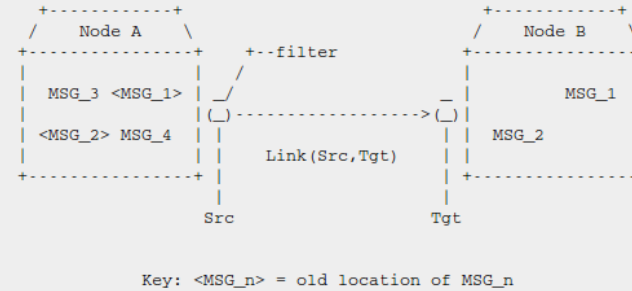 Node A Node B
filter
MSG_3 <MSG_1> MSG_1
<MSG_2> MSG_4 MSG_2
Link(Src,Tgt)
Src Tgt
Key: <MSG_n> = old location of MSG_n